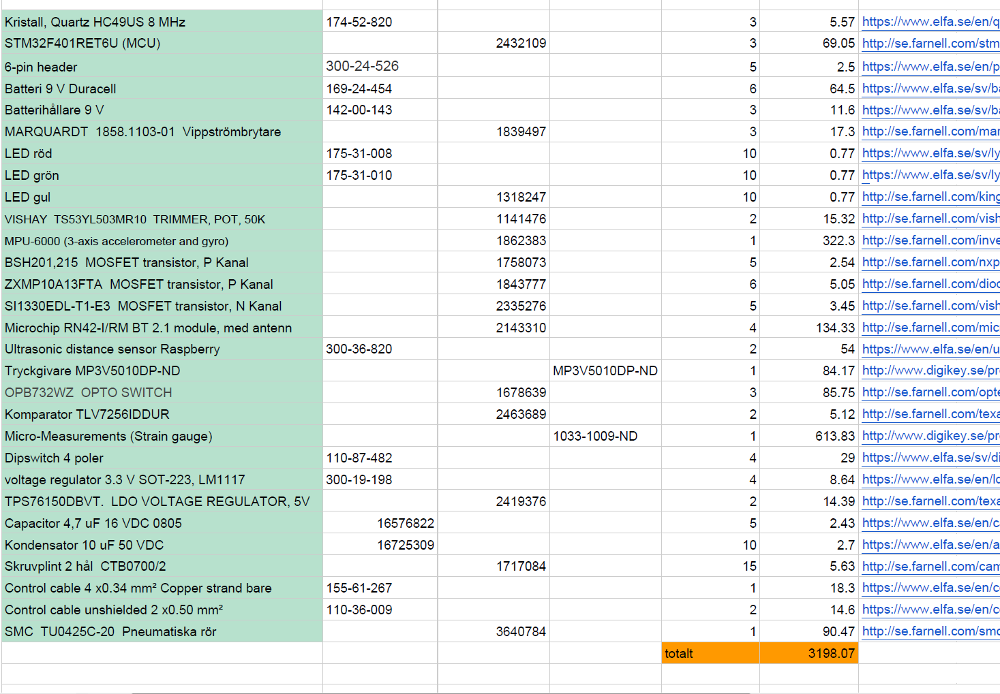 Kristall, Quartz HC49US 8 MHz 174-52-820 3 5.57 https://www.elfa.se/en/q
STM32F401RET6U (MCU) 2432109 3 69.05 http://se.farnell.com/stm
6-pin header 300-24-526 5 2.5 https://www.elfa.se/en/p
Batteri 9 V Duracell 169-24-454 6 64.5 https://www.elfa.se/sv/ba
Batterihållare 9 V 142-00-143 3 11.6 https://www.elfa.se/sv/ba
MARQUARDT 1858.1103-01 Vippströmbrytare 1839497 3 17.3 http://se.farnell.com/mar
LED röd 175-31-008 10 0.77 https://www.elfa.se/sv/ly
LED grön 175-31-010 10 0.77 https://www.elfa.se/sv/ly
LED gul 1318247 10 0.77 http://se.farnell.com/king
VISHAY TS53YL503MR10 TRIMMER, POT, 50K 1141476 2 15.32 http://se.farnell.com/vish
MPU-6000 (3-axis accelerometer and gyro) 1862383 1 322.3 http://se.farnell.com/inve
BSH201,215 MOSFET transistor, P Kanal 1758073 5 2.54 http://se.farnell.com/nxp
ZXMP10A13FTA MOSFET transistor, P Kanal 1843777 6 5.05 http://se.farnell.com/dioc
SI1330EDL-T1-E3 MOSFET transistor, N Kanal 2335276 5 3.45 http://se.farnell.com/vish
Microchip RN42-I/RM BT 2.1 module, med antenn 2143310 4 134.33 http://se.farnell.com/mic
Ultrasonic distance sensor Raspberry 300-36-820 2 54 https://www.elfa.se/en/u
Tryckgivare MP3V5010DP-ND MP3V5010DP-ND 1 84.17 http://www.digikey.se/pr
OPB732WZ OPTO SWITCH 1678639 3 85.75 http://se.farnell.com/opte
Komparator TLV7256IDDUR 2463689 2 5.12 http://se.farnell.com/texa
Micro-Measurements (Strain gauge) 1033-1009-ND 1 613.83 http://www.digikey.se/pr
Dipswitch 4 poler 110-87-482 4 29 https://www.elfa.se/sv/di
voltage regulator 3.3 V SOT-223, LM1117 300-19-198 4 8.64 https://www.elfa.se/en/lo
TPS76150DBVT. LDO VOLTAGE REGULATOR, 5V 2419376 2 14.39 http://se.farnell.com/texa
Capacitor 4,7 uF 16 VDC 0805 16576822 5 2.43 https://www.elfa.se/en/c
Kondensator 10 uF 50 VDC 16725309 10 2.7 https://www.elfa.se/en/a
Skruvplint 2 hål CTB0700/2 1717084 15 5.63 http://se.farnell.com/cam
Control cable 4 x0.34 mm² Copper strand bare 155-61-267 1 18.3 https://www.elfa.se/en/c
Control cable unshielded 2 x0.50 mm² 110-36-009 2 14.6 https://www.elfa.se/en/c
SMC TU0425C-20 Pneumatiska rör 3640784 1 90.47 http://se.farnell.com/smc
totalt 3198.07